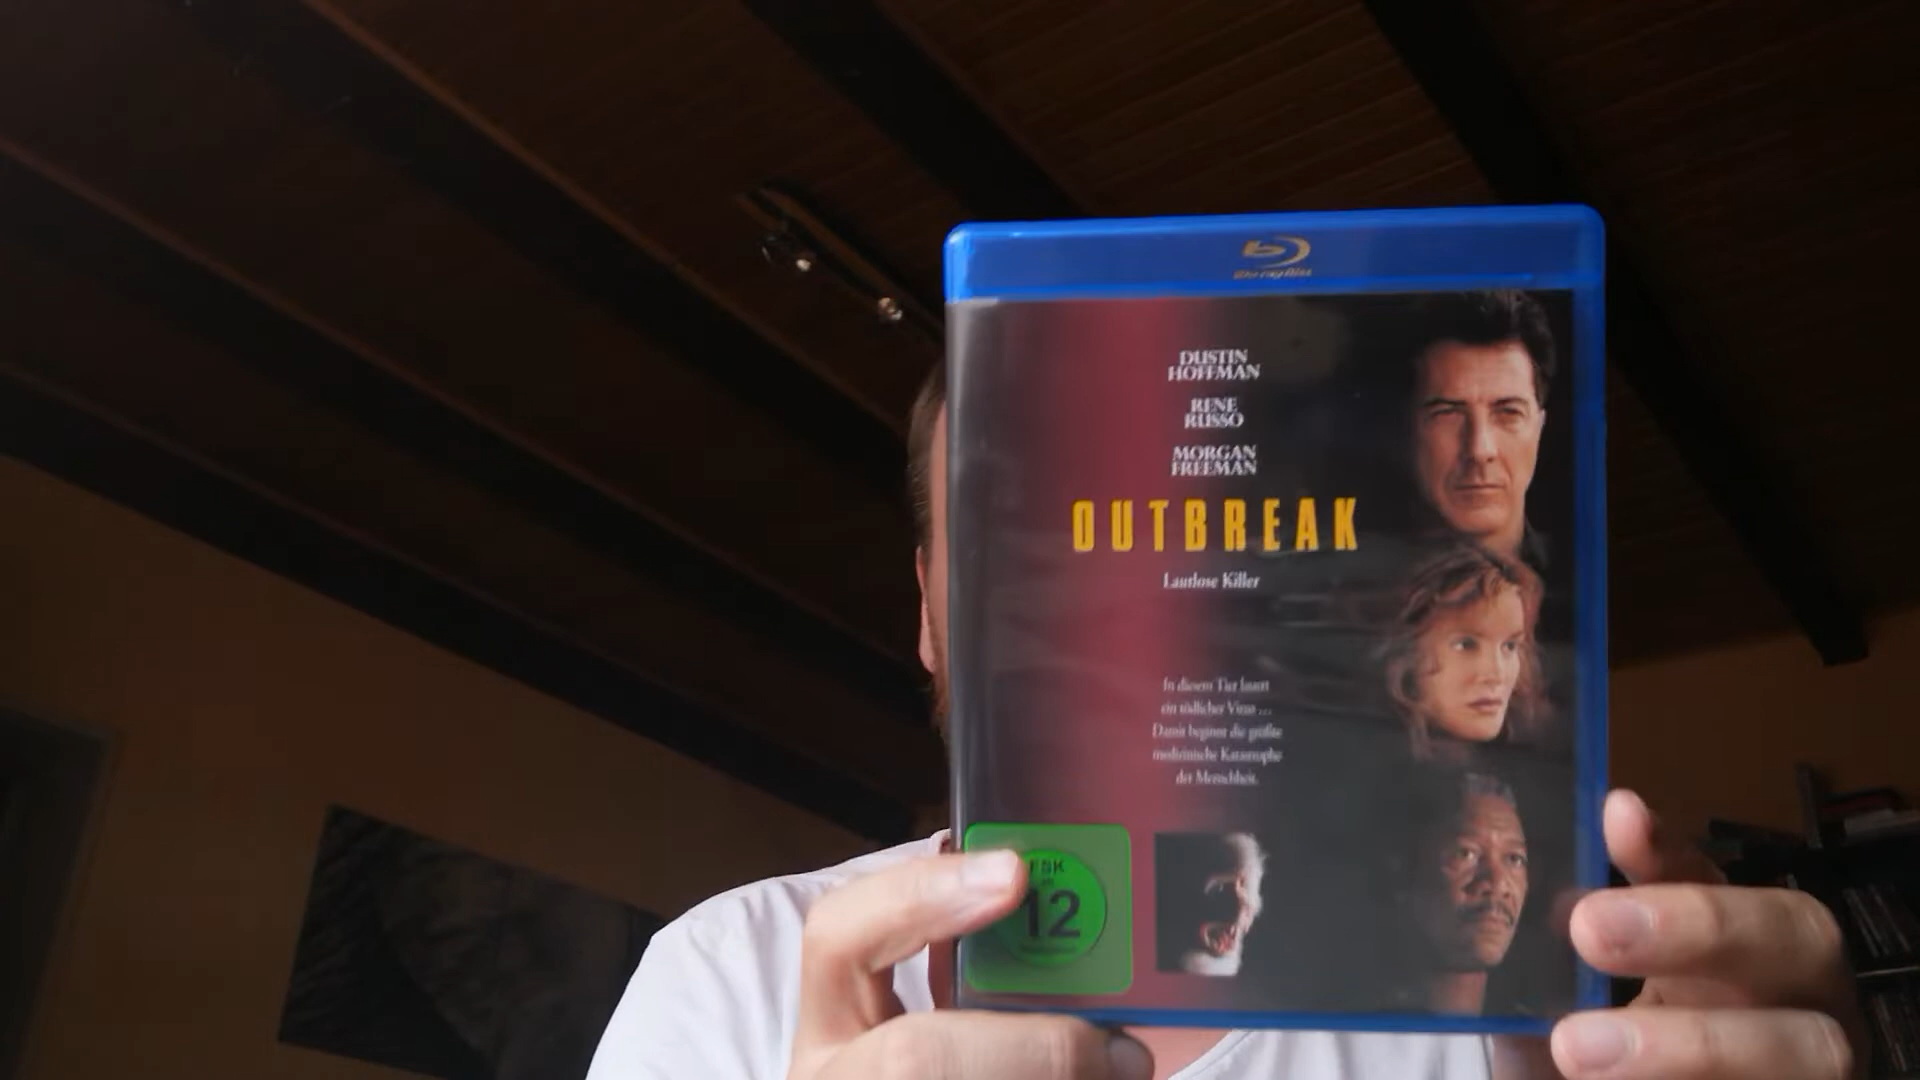 Blu-ray Disc
DUSTIN
HOFFMAN
RENE
RUSSO
MORGAN
FREEMAN
OUTBREAK
Lautlose Killer
In diesem Tier lauert
ein tödlicher Virus ...
Damit beginnt die größte
medizinische Katastrophe
der Menschheit.
FSK
12